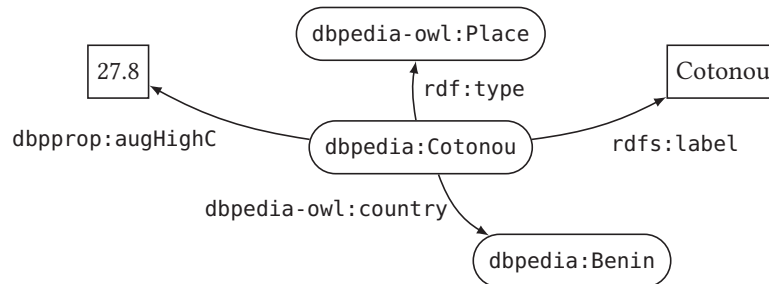 dbpedia-owl:Place
27.8
Cotonou
rdf:type
dbpprop:augHighC
dbpedia:Cotonou
rdfs:label
dbpedia-owl:country
dbpedia:Benin